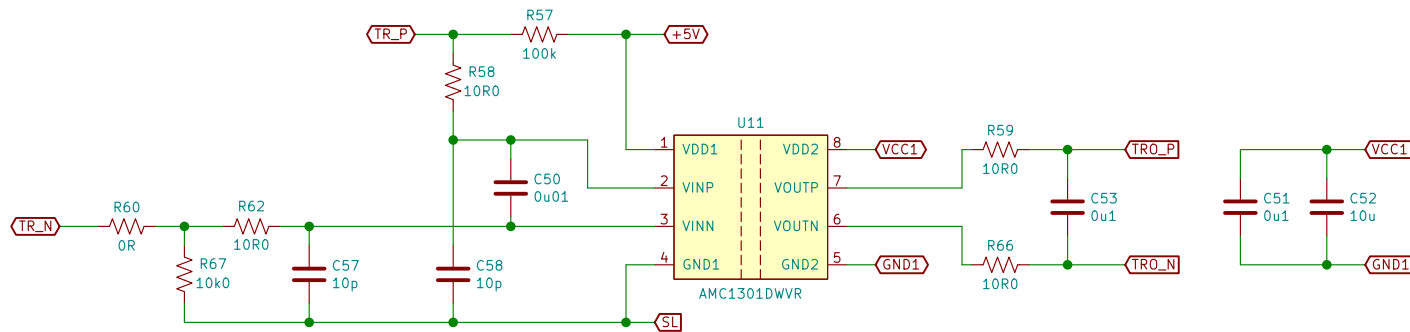 R57
TR_P
+5V
100k
R58
10R0
U11
1 VDD1 VDD2 8 VCC1
R59
TRO_P
VCC1
10R0
C50
0u01
2 VINP VOUTP 7
C53
0u1
C51
0u1
C52
10u
R60
R62
TR_N
0R
10R0
3 VINN VOUTN 6
R66
R67
10k0
C57
10p
C58
10p
4 GND1 GND2 5 GND1
10R0
TRO_N
GND1
AMC1301DWVR
SL